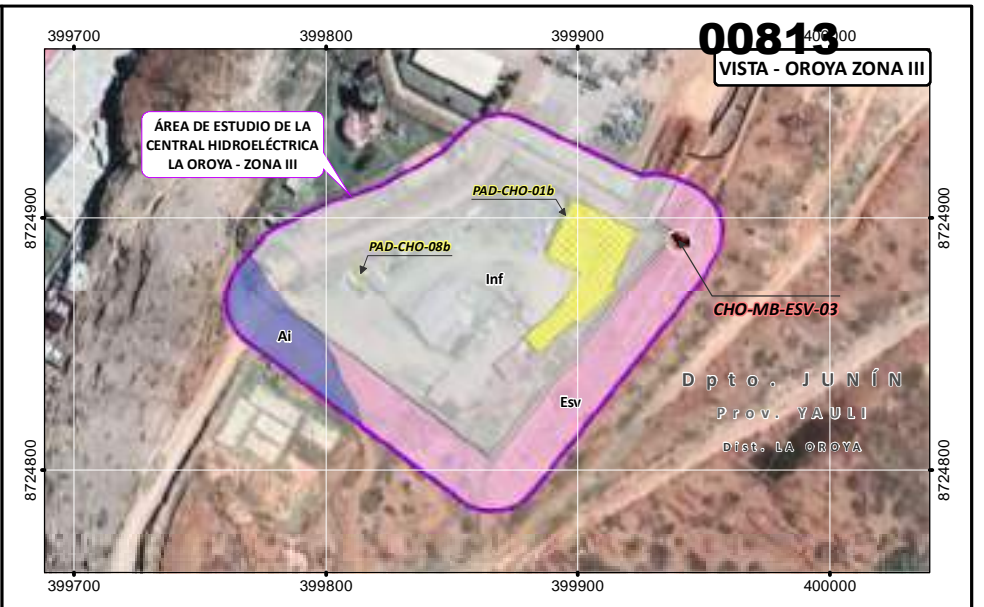 00813
399700 399800 399900 400000
VISTA - OROYA ZONA III
ÁREA DE ESTUDIO DE LA
CENTRAL HIDROELÉCTRICA
LA OROYA - ZONA III
PAD-CHO-01b
8724900 8724900
PAD-CHO-08b
Inf
CHO-MB-ESV-03
Ai
Dpto. JUNÍN
Esv
Prov. YAULI
Dist. LA OROYA
8724800 8724800
399700 399800 399900 400000